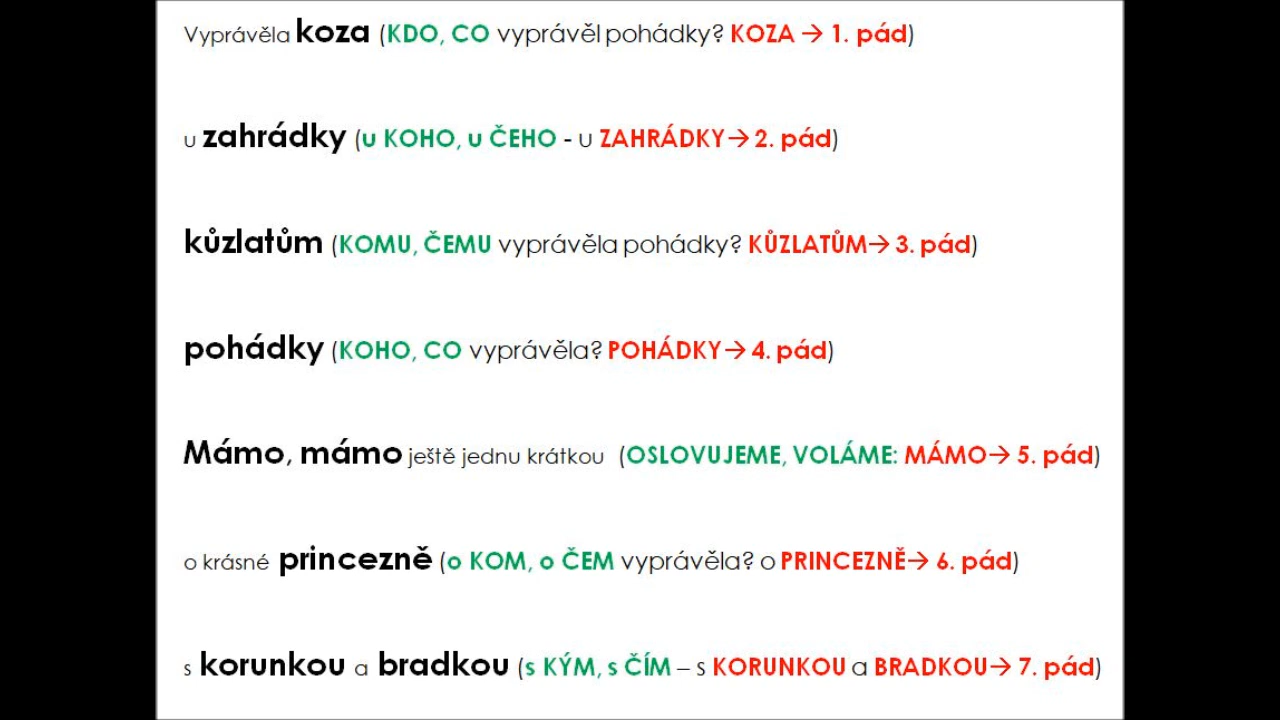 Vyprávěla koza (KDO, CO vyprávěl pohádky? KOZA → 1. pád)
u zahrádky (u KOHO, u ČEHO - u ZAHRÁDKY→ 2. pád)
kůzlatům (KOMU, ČEMU vyprávěla pohádky? KŮZLATŮM→ 3. pád)
pohádky (KOHO, CO vyprávěla? POHÁDKY→ 4. pád)
Mámo, mámo ještě jednu krátkou (OSLOVUJEME, VOLÁME: MÁMO→ 5. pád)
o krásné princezně (o KOM, o ČEM vyprávěla? o PRINCEZNĚ→ 6. pád)
s korunkou a bradkou (s KÝM, s ČÍM – s KORUNKOU a BRADKOU→ 7. pád)